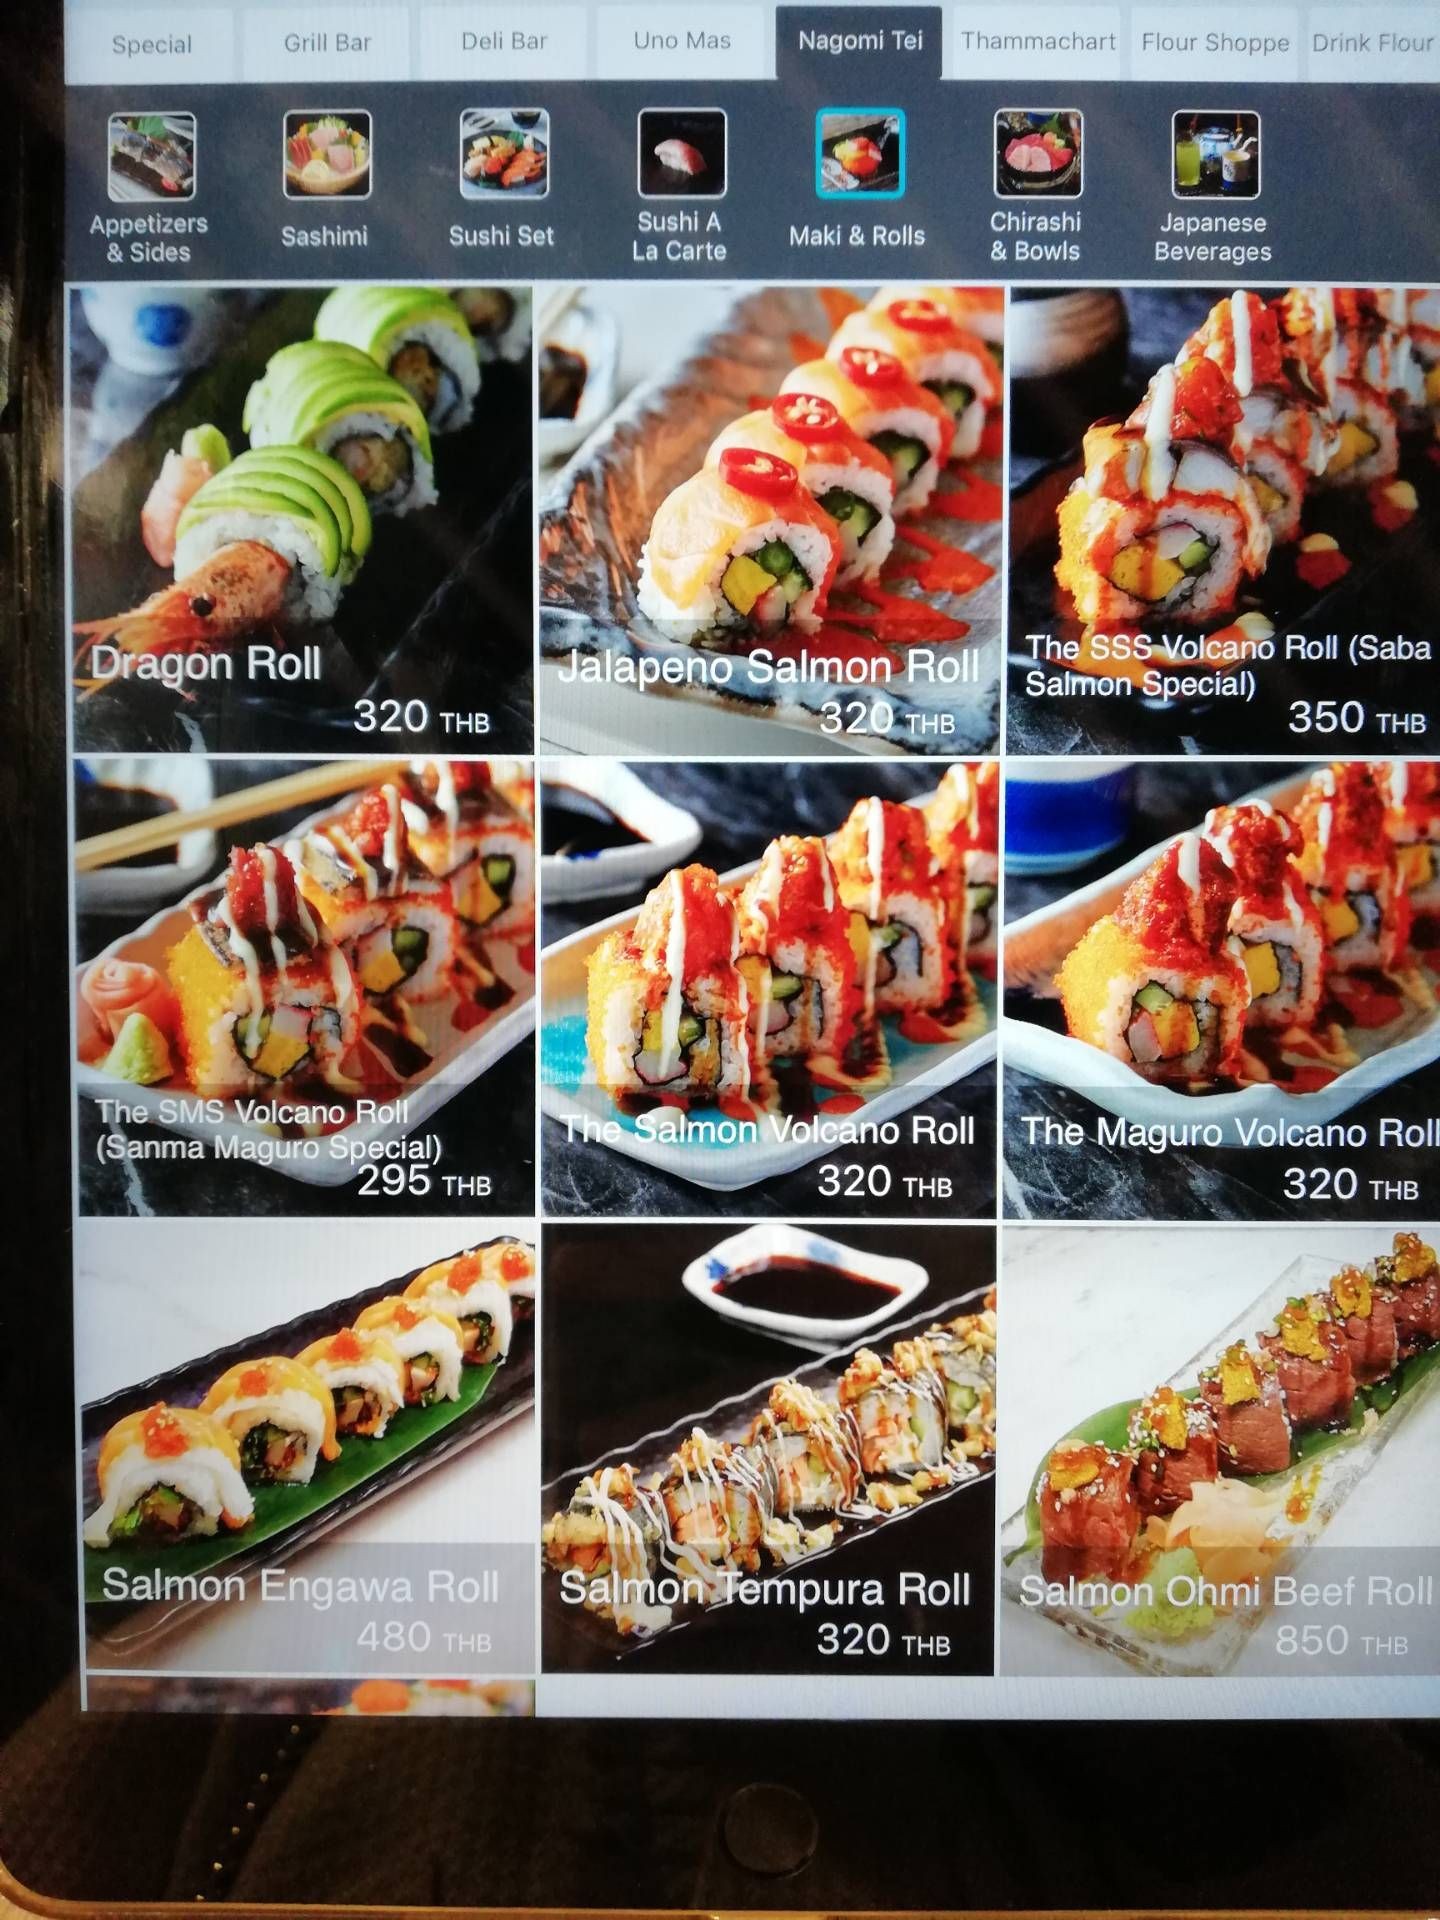 Special
Grill Bar
Deli Bar
Uno Mas
Nagomi Tei
Thammachart
Flour Shoppe
Drink Flour
Appetizers
& Sides
Sashimi
Sushi Set
Sushi A
La Carte
Maki & Rolls
Chirashi
& Bowls
Japanese
Beverages
Dragon Roll
320 THB
Jalapeno Salmon Roll
320 THB
The SSS Volcano Roll (Saba
Salmon Special)
350 THB
The SMS Volcano Roll
(Sanma Maguro Special)
295 THB
The Salmon Volcano Roll
320 THB
The Maguro Volcano Roll
320 THB
Salmon Engawa Roll
480 THB
Salmon Tempura Roll
320 THB
Salmon Ohmi Beef Roll
850 THB